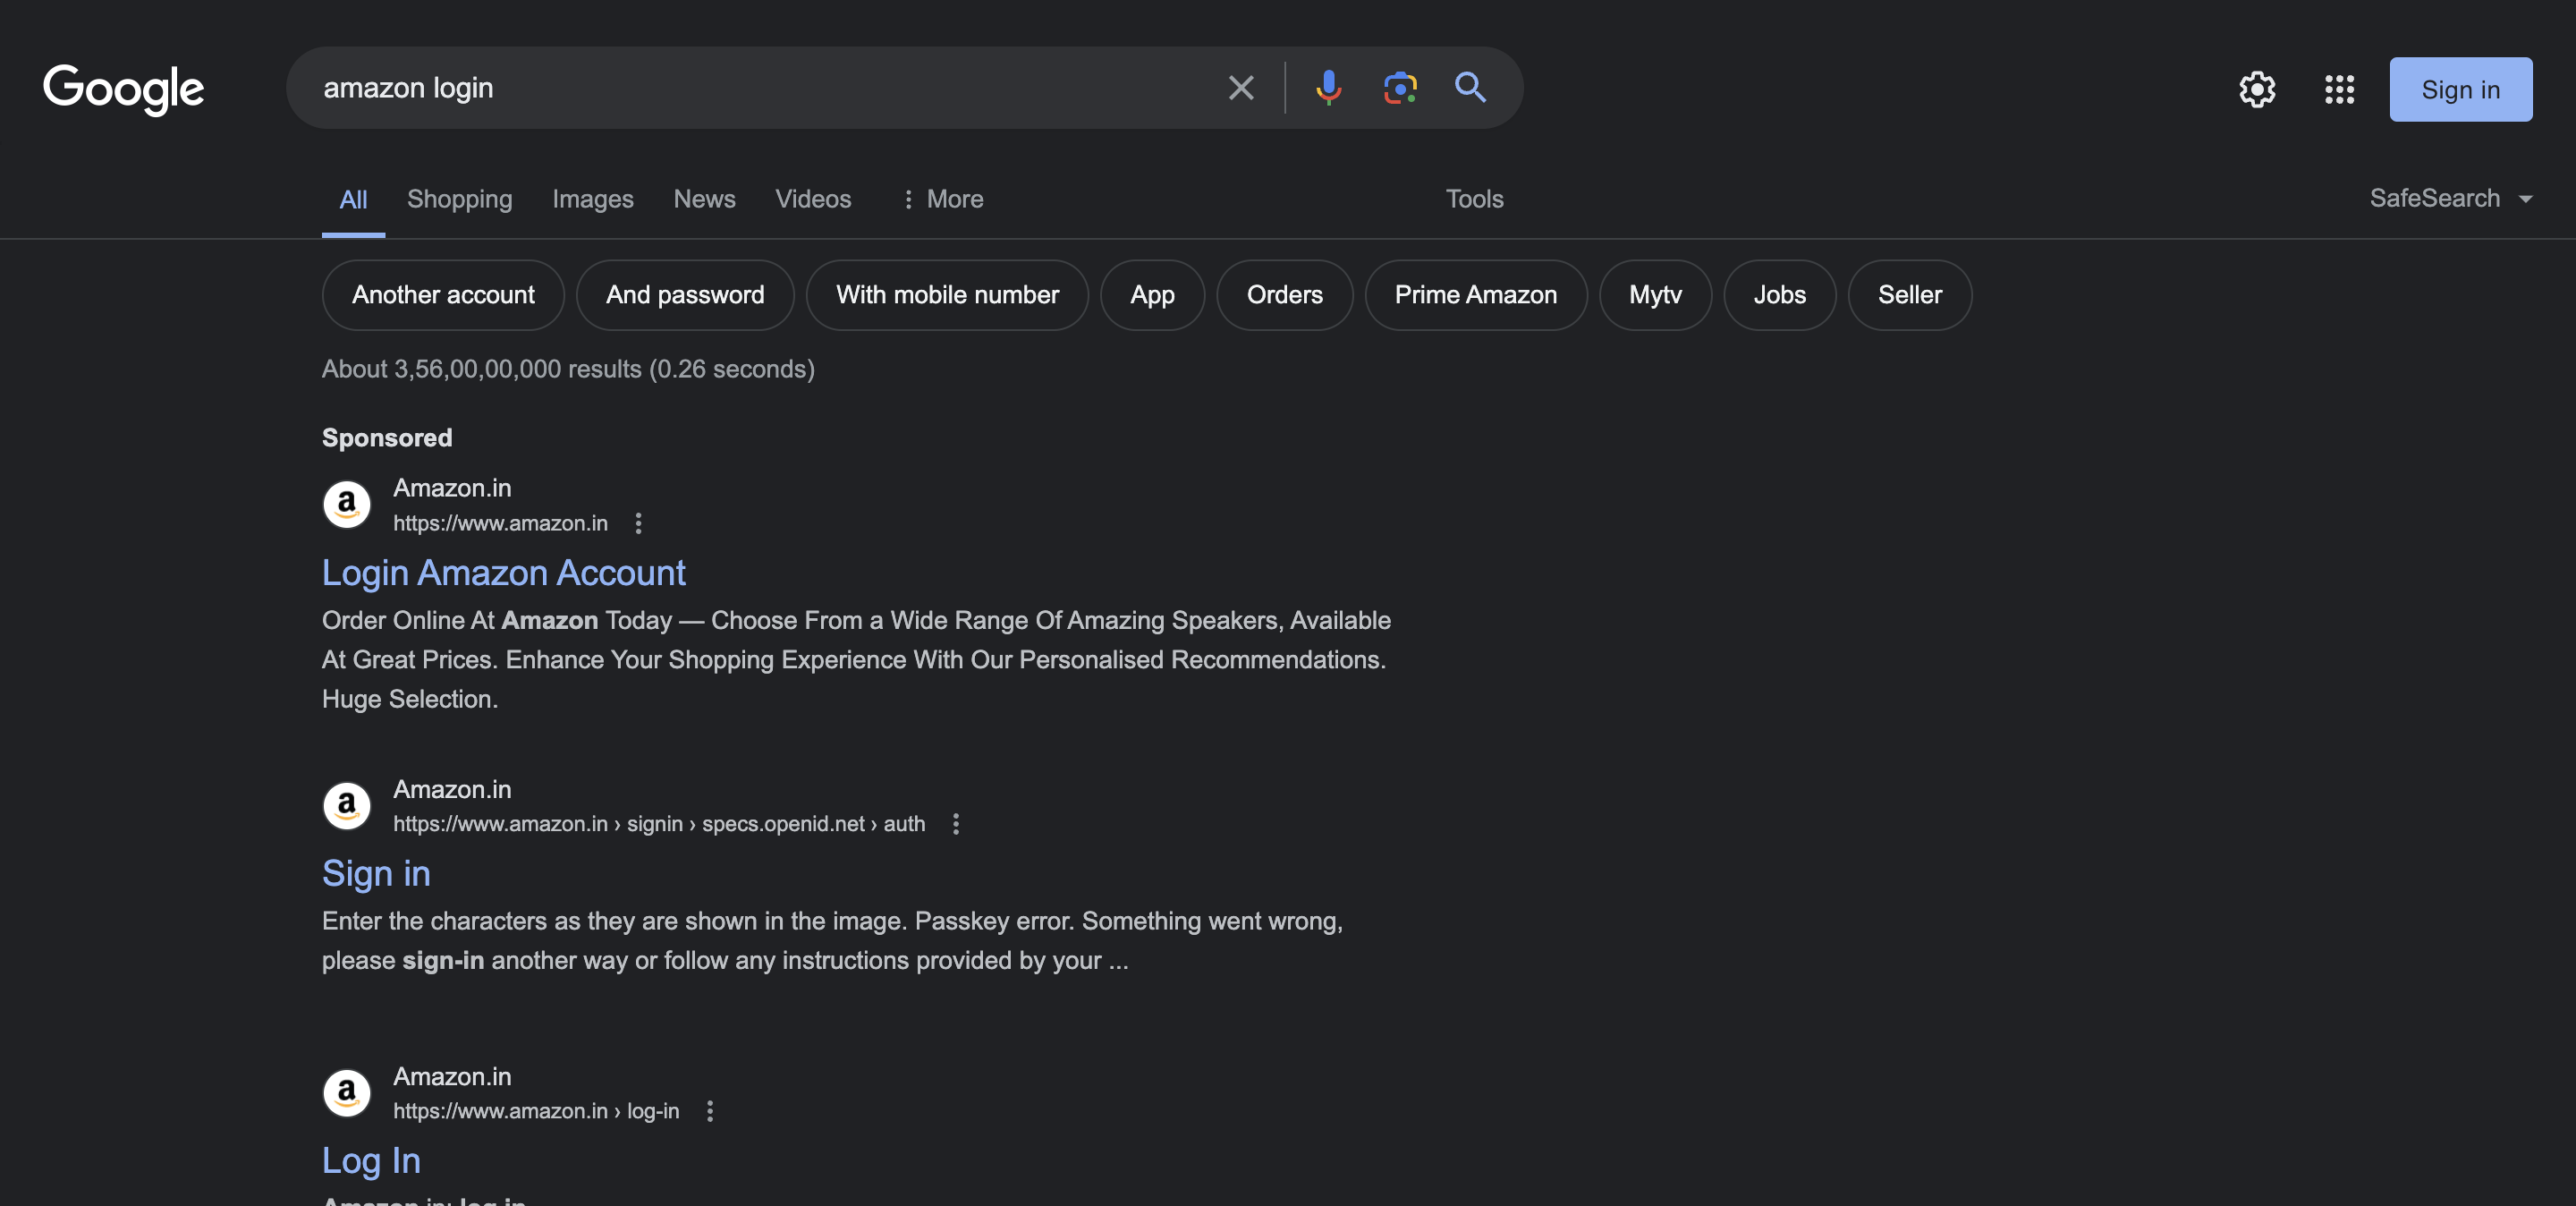 Google
amazon login
Sign in
All
Shopping
Images
News
Videos
More
Tools
SafeSearch
Another account
And password
With mobile number
App
Orders
Prime Amazon
Mytv
Jobs
Seller
About 3,56,00,00,000 results (0.26 seconds)
Sponsored
a
Amazon.in
https://www.amazon.in
Login Amazon Account
Order Online At Amazon Today — Choose From a Wide Range Of Amazing Speakers, Available
At Great Prices. Enhance Your Shopping Experience With Our Personalised Recommendations.
Huge Selection.
a
Amazon.in
https://www.amazon.in › signin › specs.openid.net › auth
Sign in
Enter the characters as they are shown in the image. Passkey error. Something went wrong,
please sign-in another way or follow any instructions provided by your ...
a
Amazon.in
https://www.amazon.in › log-in
Log In
Amazon.in: log in